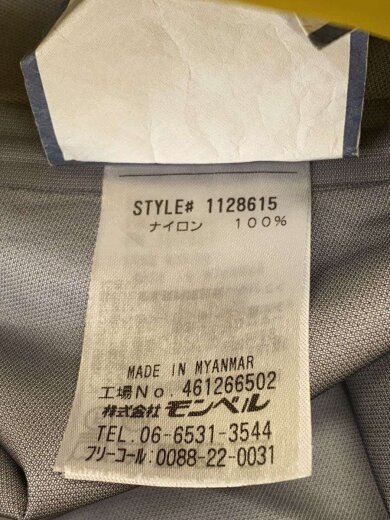 STYLE# 1128615
ナイロン 100%
MADE IN MYANMAR
工場No. 461266502
株式会社 モンベル
TEL. 06-6531-3544
フリーコール:0088-22-0031